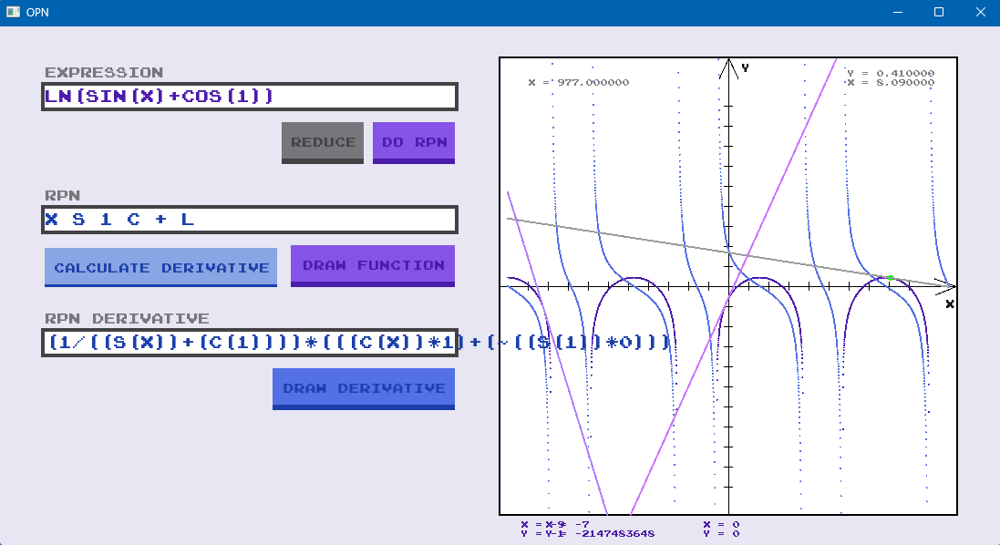 OPN
EXPRESSION
LN(SIN(X)+COS(1))
REDUCE
DO RPN
RPN
X S 1 C + L
CALCULATE DERIVATIVE
DRAW FUNCTION
RPN DERIVATIVE
(1/((S(X))+(C(1))))*(((C(X))*1)+(~((S(1))*0)))
DRAW DERIVATIVE
Y
X = 977.000000
Y = 0.410000
X = 8.090000
X
X = -9
X = -7
Y = -1
Y = -2147483648
X = 0
Y = 0